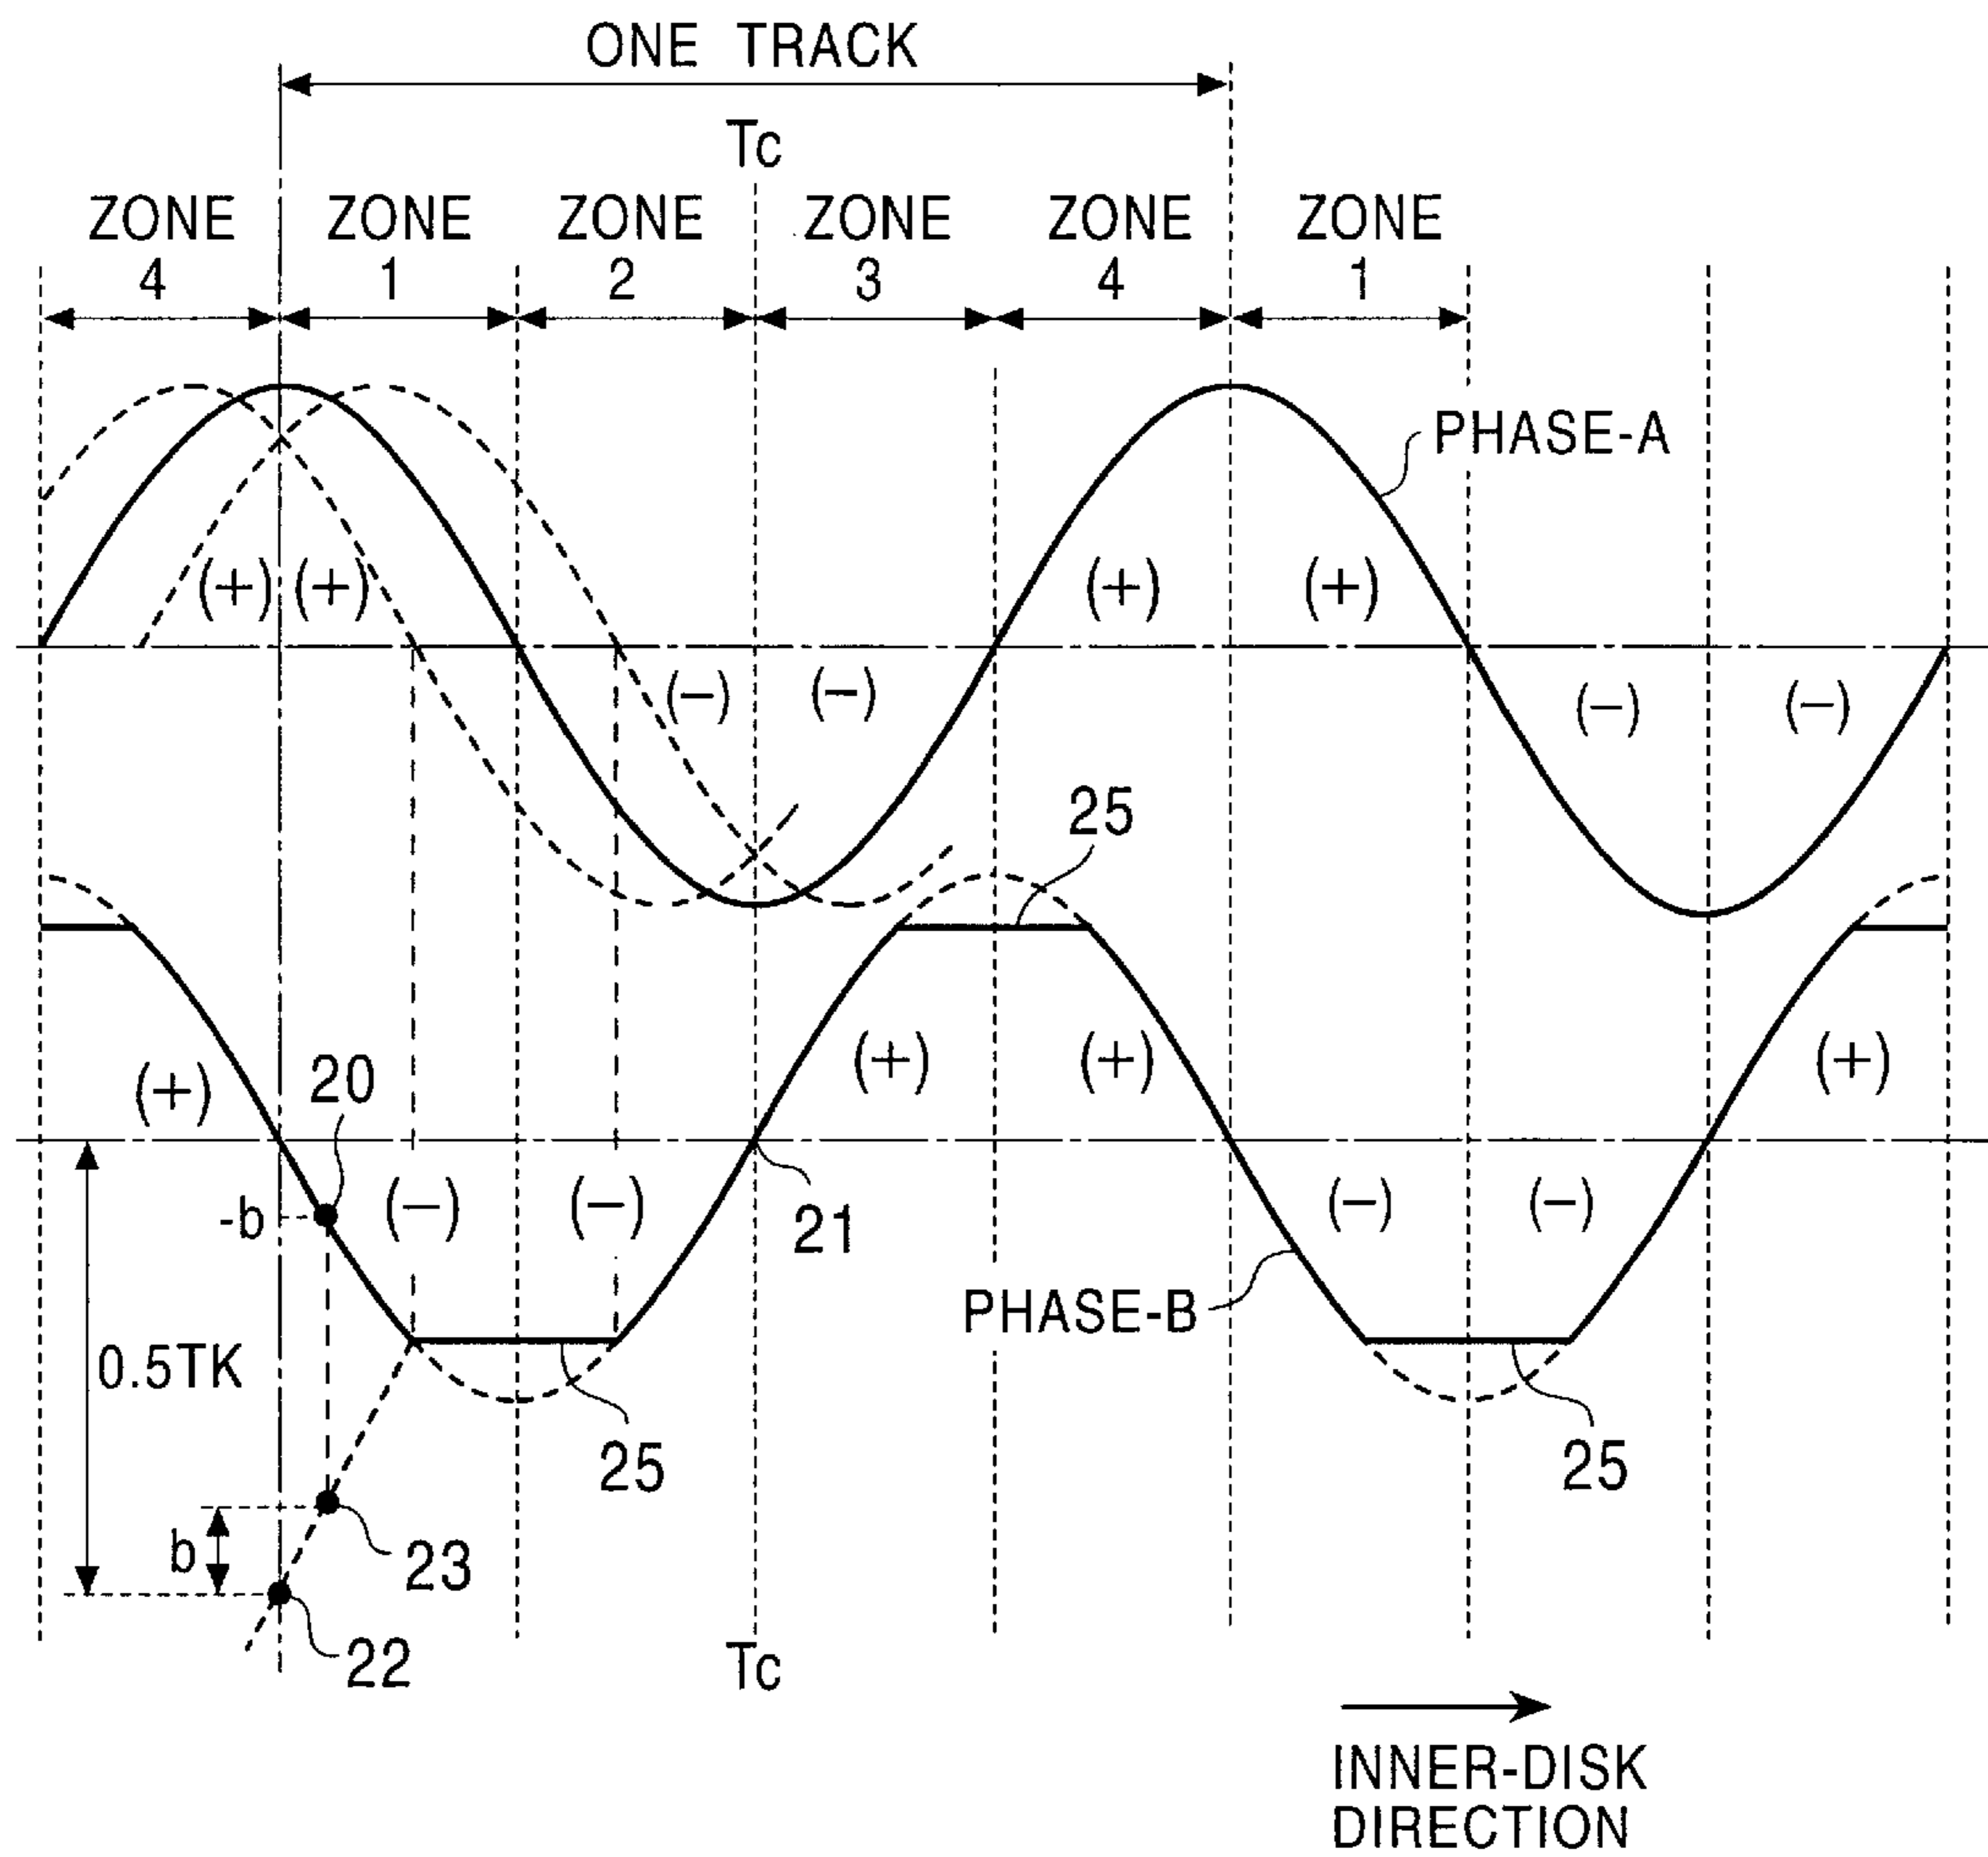 ONE TRACK
Tc
ZONE 4
ZONE 1
ZONE 2
ZONE 3
ZONE 4
ZONE 1
PHASE-A
(+) (+) (+) (+)
(−) (−) (−) (−)
25
(+) (+) (+) (+)
20
-b
(−) (−) (−) (−)
21
PHASE-B
0.5TK
25
25
b
23
22
Tc
INNER-DISK
DIRECTION